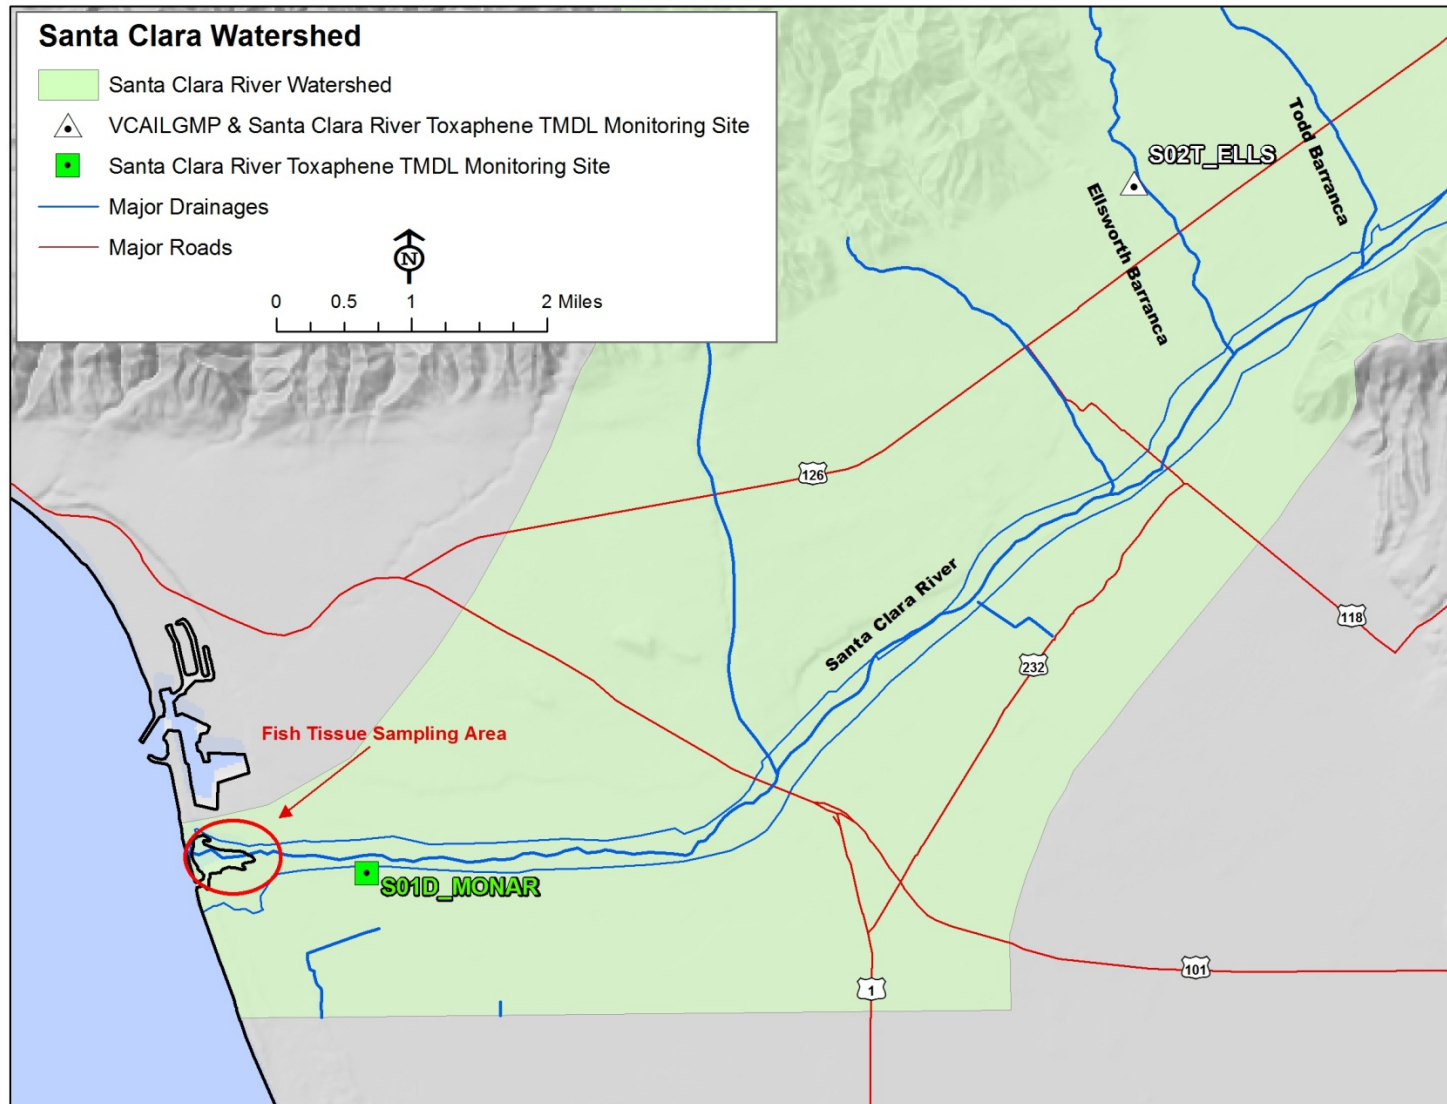 Santa Clara Watershed
Santa Clara River Watershed
VCAILGMP & Santa Clara River Toxaphene TMDL Monitoring Site
Santa Clara River Toxaphene TMDL Monitoring Site
Major Drainages
Major Roads
N
0 0.5 1 2 Miles
S02T_ELLS
Todd Barranca
Ellsworth Barranca
126
Santa Clara River
118
232
Fish Tissue Sampling Area
S01D_MONAR
101
1